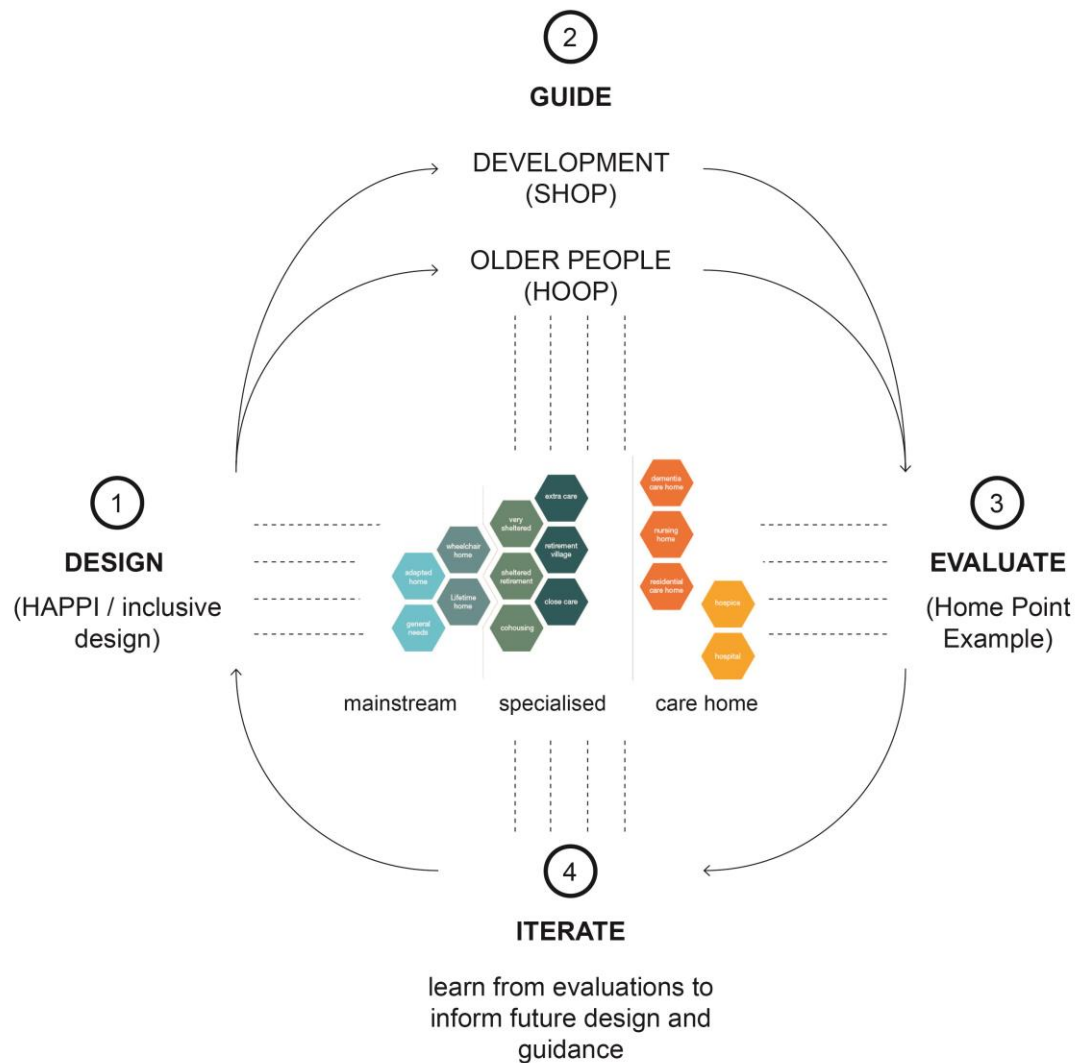 2
GUIDE
DEVELOPMENT
(SHOP)
OLDER PEOPLE
(HOOP)
1
DESIGN
(HAPPI / inclusive
design)
adapted
home
general
needs
wheelchair
home
Lifetime
home
very
sheltered
sheltered
retirement
cohousing
extra care
retirement
village
close care
dementia
care home
nursing
home
residential
care home
hospice
hospital
mainstream
specialised
care home
3
EVALUATE
(Home Point
Example)
4
ITERATE
learn from evaluations to
inform future design and
guidance